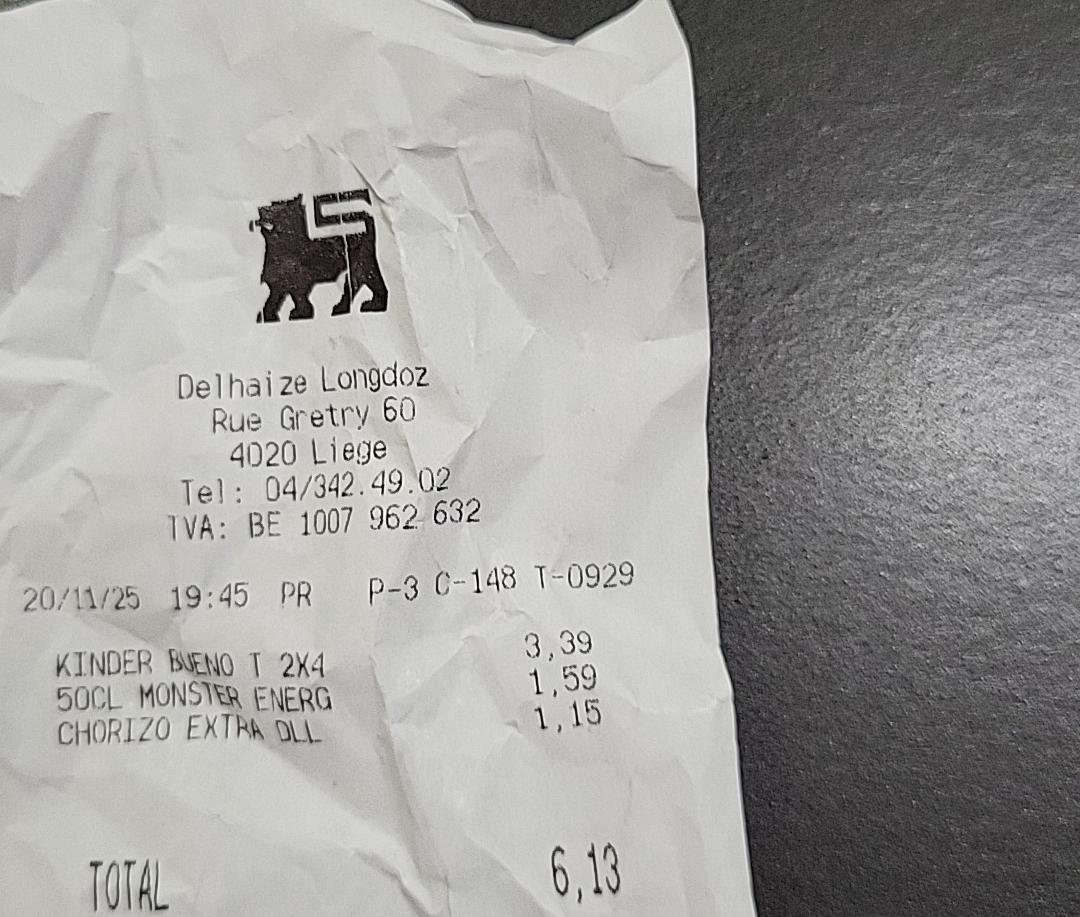 Delhaize Longdoz
Rue Gretry 60
4020 Liege
Tel: 04/342.49.02
TVA: BE 1007 962 632
20/11/25 19:45 PR P-3 C-148 T-0929
KINDER BUENO T 2X4 3,39
50CL MONSTER ENERG 1,59
CHORIZO EXTRA DLL 1,15
TOTAL 6,13